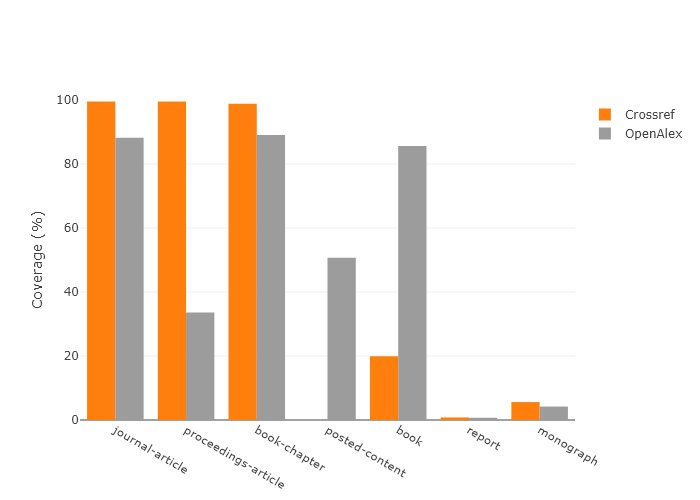 100
80
60
40
20
0
Coverage (%)
journal-article
proceedings-article
book-chapter
posted-content
book
report
monograph
Crossref
OpenAlex